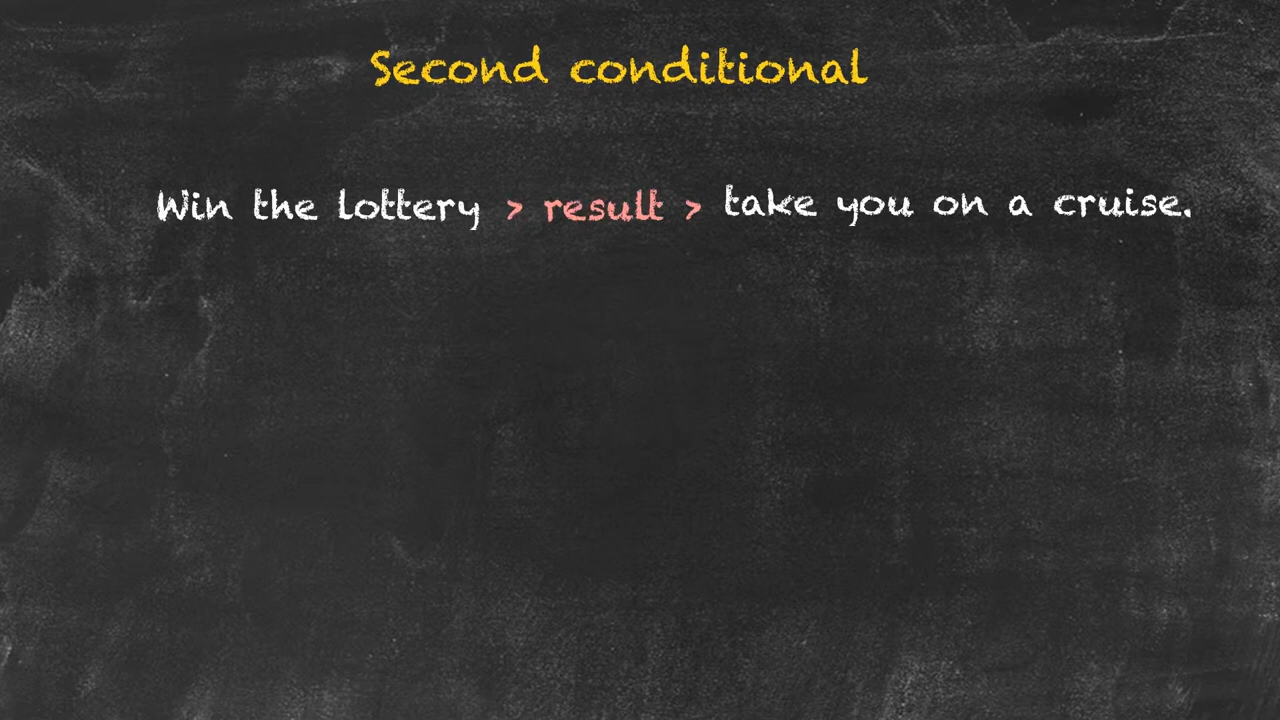 Second conditional
Win the lottery > result > take you on a cruise.